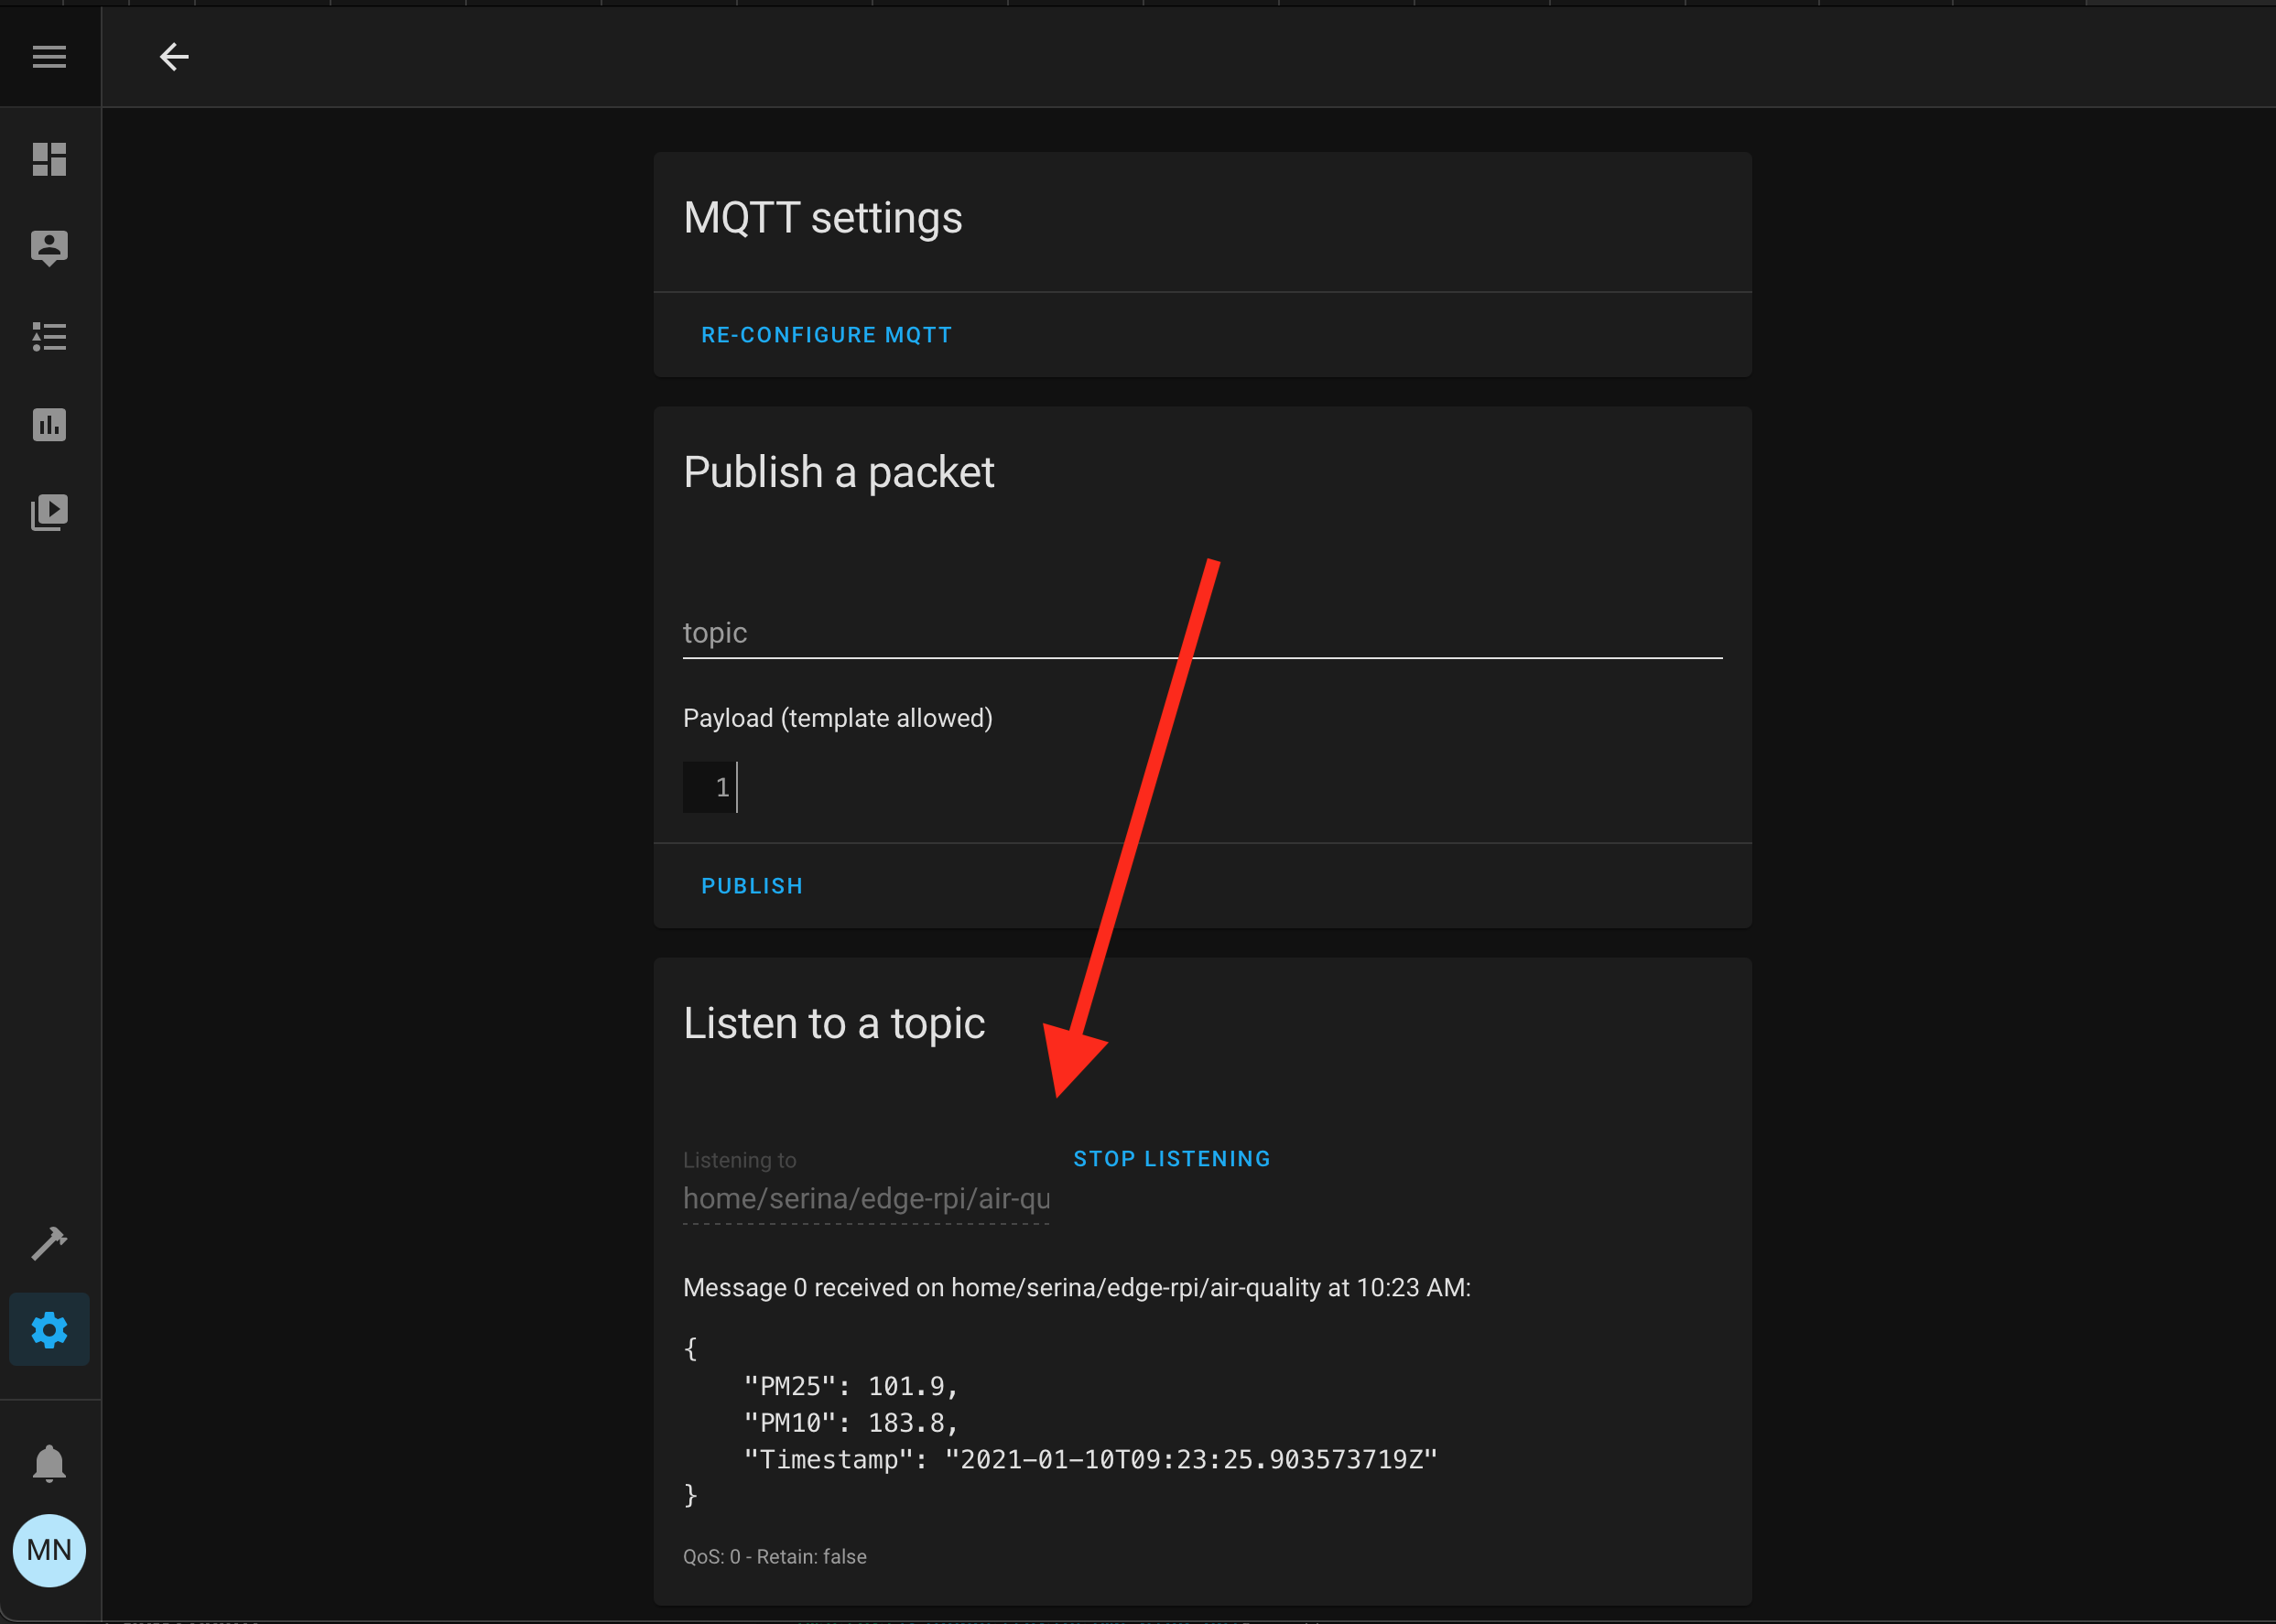 MQTT settings
RE-CONFIGURE MQTT
Publish a packet
topic
Payload (template allowed)
1
PUBLISH
Listen to a topic
Listening to
STOP LISTENING
home/serina/edge-rpi/air-qu
Message 0 received on home/serina/edge-rpi/air-quality at 10:23 AM:
{
"PM25": 101.9,
"PM10": 183.8,
"Timestamp": "2021-01-10T09:23:25.903573719Z"
}
QoS: 0 - Retain: false
MN